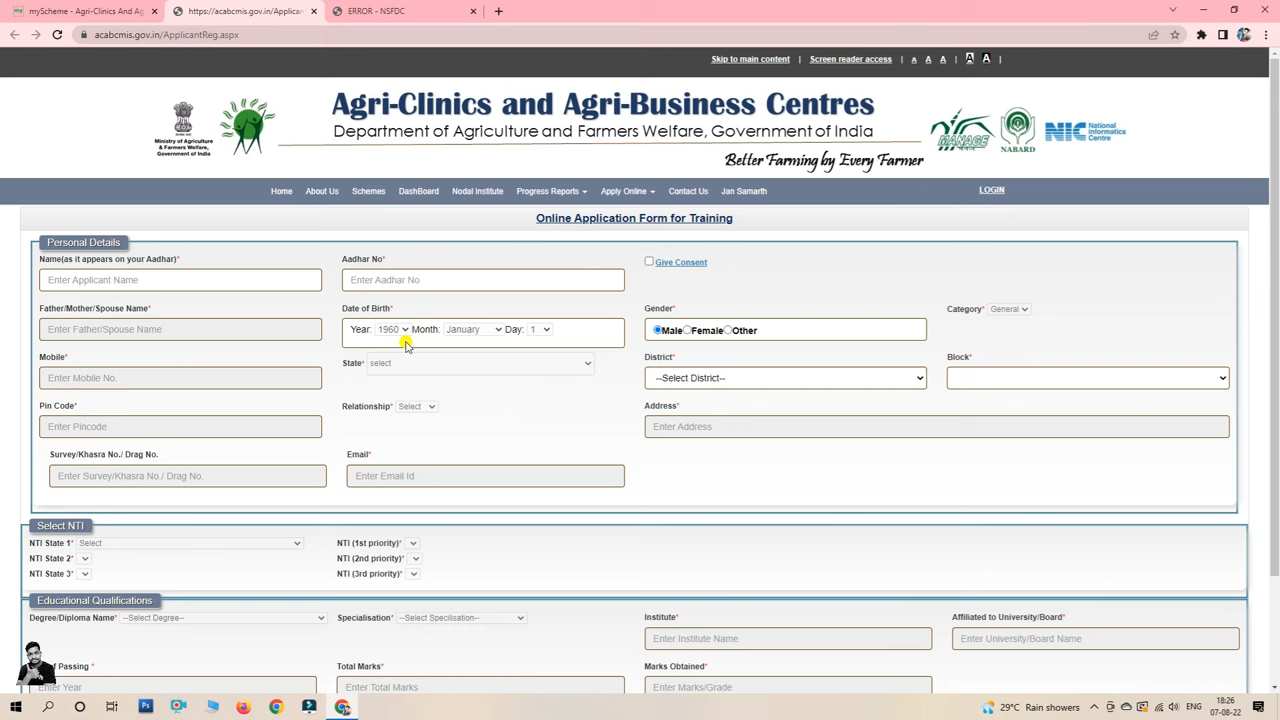 myScheme - Agri-Clinics And Ag
https://acabcmis.gov.in/Applican
ERROR - NSFDC
acabcmis.gov.in/ApplicantReg.aspx
Skip to main content | Screen reader access | A A A | A A |
Agri-Clinics and Agri-Business Centres
Department of Agriculture and Farmers Welfare, Government of India
Better Farming by Every Farmer
Ministry of Agriculture
& Farmers Welfare,
Government of India
MANAGE
NABARD
NIC National
Informatics
Centre
Home About Us Schemes DashBoard Nodal Institute Progress Reports Apply Online Contact Us Jan Samarth LOGIN
Online Application Form for Training
Personal Details
Name(as it appears on your Aadhar)* Aadhar No* Give Consent
Enter Applicant Name Enter Aadhar No
Father/Mother/Spouse Name* Date of Birth* Gender* Category* General
Enter Father/Spouse Name Year: 1960 Month: January Day: 1 Male Female Other
Mobile* State* select District* Block*
Enter Mobile No. --Select District--
Pin Code* Relationship* Select Address*
Enter Pincode Enter Address
Survey/Khasra No./ Drag No. Email*
Enter Survey/Khasra No./ Drag No. Enter Email Id
Select NTI
NTI State 1* Select NTI (1st priority)*
NTI State 2* NTI (2nd priority)*
NTI State 3* NTI (3rd priority)*
Educational Qualifications
Degree/Diploma Name* --Select Degree-- Specialisation* --Select Specilisation-- Institute* Affiliated to University/Board*
Enter Institute Name Enter University/Board Name
of Passing * Total Marks* Marks Obtained*
Enter Year Enter Total Marks Enter Marks/Grade
29°C Rain showers ENG 18:26
07-08-22